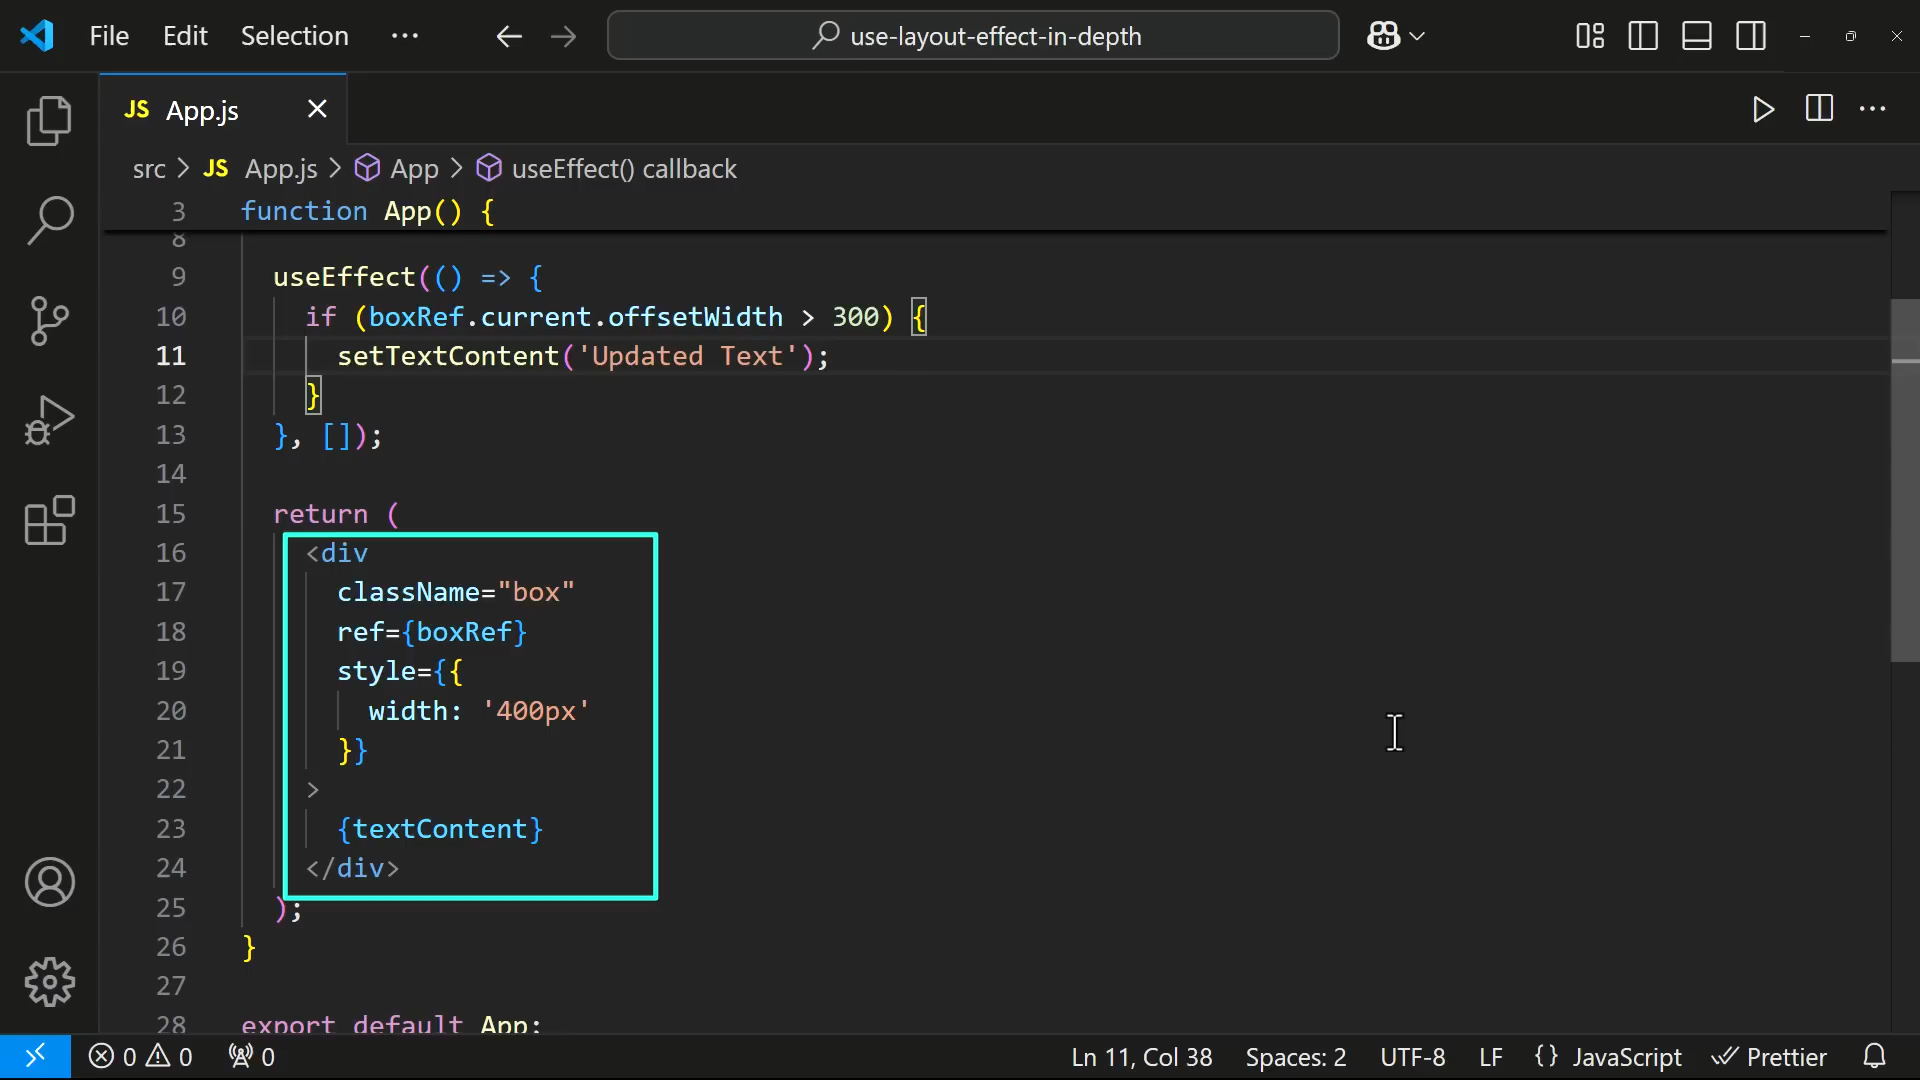 File Edit Selection ··· use-layout-effect-in-depth
JS App.js
src > JS App.js > App > useEffect() callback
3 function App() {
8
9 useEffect(() => {
10 if (boxRef.current.offsetWidth > 300) {
11 setTextContent('Updated Text');
12 }
13 }, []);
14
15 return (
16 <div
17 className="box"
18 ref={boxRef}
19 style={{
20 width: '400px'
21 }}
22 >
23 {textContent}
24 </div>
25 );
26 }
27
28 export default App;
0 0 0 Ln 11, Col 38 Spaces: 2 UTF-8 LF {} JavaScript Prettier